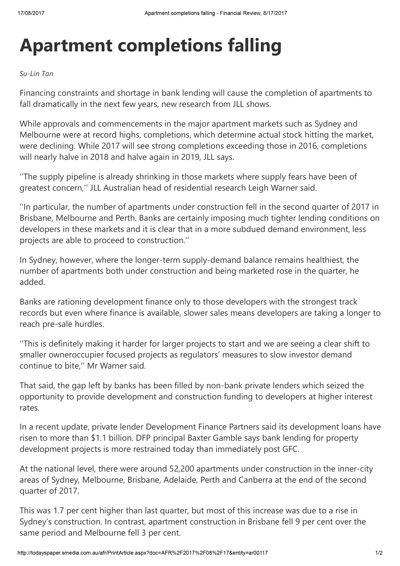 17/08/2017 Apartment completions falling - Financial Review, 8/17/2017
Apartment completions falling
Su-Lin Tan
Financing constraints and shortage in bank lending will cause the completion of apartments to
fall dramatically in the next few years, new research from JLL shows.
While approvals and commencements in the major apartment markets such as Sydney and
Melbourne were at record highs, completions, which determine actual stock hitting the market,
were declining. While 2017 will see strong completions exceeding those in 2016, completions
will nearly halve in 2018 and halve again in 2019, JLL says.
''The supply pipeline is already shrinking in those markets where supply fears have been of
greatest concern,'' JLL Australian head of residential research Leigh Warner said.
''In particular, the number of apartments under construction fell in the second quarter of 2017 in
Brisbane, Melbourne and Perth. Banks are certainly imposing much tighter lending conditions on
developers in these markets and it is clear that in a more subdued demand environment, less
projects are able to proceed to construction.''
In Sydney, however, where the longer-term supply-demand balance remains healthiest, the
number of apartments both under construction and being marketed rose in the quarter, he
added.
Banks are rationing development finance only to those developers with the strongest track
records but even where finance is available, slower sales means developers are taking a longer to
reach pre-sale hurdles.
''This is definitely making it harder for larger projects to start and we are seeing a clear shift to
smaller owneroccupier focused projects as regulators' measures to slow investor demand
continue to bite,'' Mr Warner said.
That said, the gap left by banks has been filled by non-bank private lenders which seized the
opportunity to provide development and construction funding to developers at higher interest
rates.
In a recent update, private lender Development Finance Partners said its development loans have
risen to more than $1.1 billion. DFP principal Baxter Gamble says bank lending for property
development projects is more restrained today than immediately post GFC.
At the national level, there were around 52,200 apartments under construction in the inner-city
areas of Sydney, Melbourne, Brisbane, Adelaide, Perth and Canberra at the end of the second
quarter of 2017.
This was 1.7 per cent higher than last quarter, but most of this increase was due to a rise in
Sydney's construction. In contrast, apartment construction in Brisbane fell 9 per cent over the
same period and Melbourne fell 3 per cent.
http://todayspaper.smedia.com.au/afr/PrintArticle.aspx?doc=AFR%2F2017%2F08%2F17&entity=ar00117 1/2